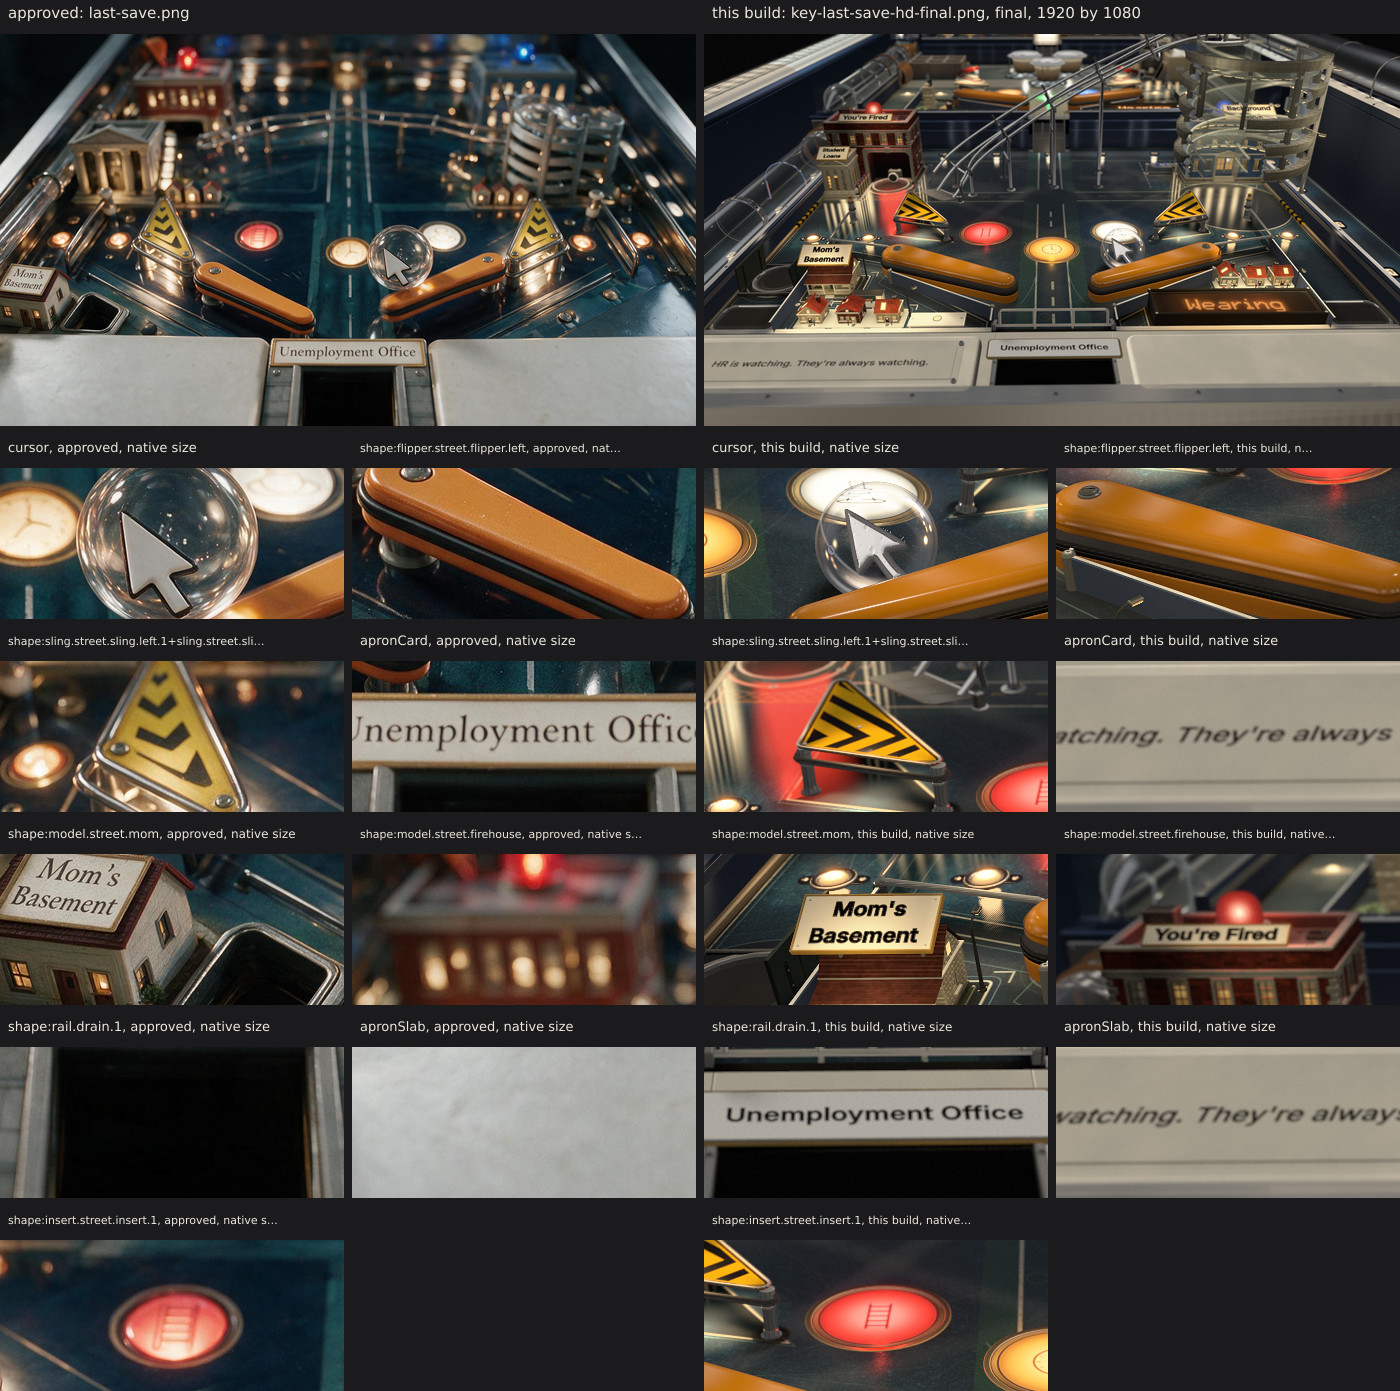 approved: last-save.png
this build: key-last-save-hd-final.png, final, 1920 by 1080
Mom's
Basement
Unemployment Office
You're Fired
Student
Loans
Background
Mom's
Basement
Wearing
HR is watching. They're always watching.
Unemployment Office
cursor, approved, native size
shape:flipper.street.flipper.left, approved, nat...
cursor, this build, native size
shape:flipper.street.flipper.left, this build, n...
shape:sling.street.sling.left.1+sling.street.sli...
apronCard, approved, native size
shape:sling.street.sling.left.1+sling.street.sli...
apronCard, this build, native size
Unemployment Offic
atching. They're always
shape:model.street.mom, approved, native size
shape:model.street.firehouse, approved, native s...
shape:model.street.mom, this build, native size
shape:model.street.firehouse, this build, native...
Mom's
Basement
Mom's
Basement
You're Fired
shape:rail.drain.1, approved, native size
apronSlab, approved, native size
shape:rail.drain.1, this build, native size
apronSlab, this build, native size
Unemployment Office
watching. They're always
shape:insert.street.insert.1, approved, native s...
shape:insert.street.insert.1, this build, native...